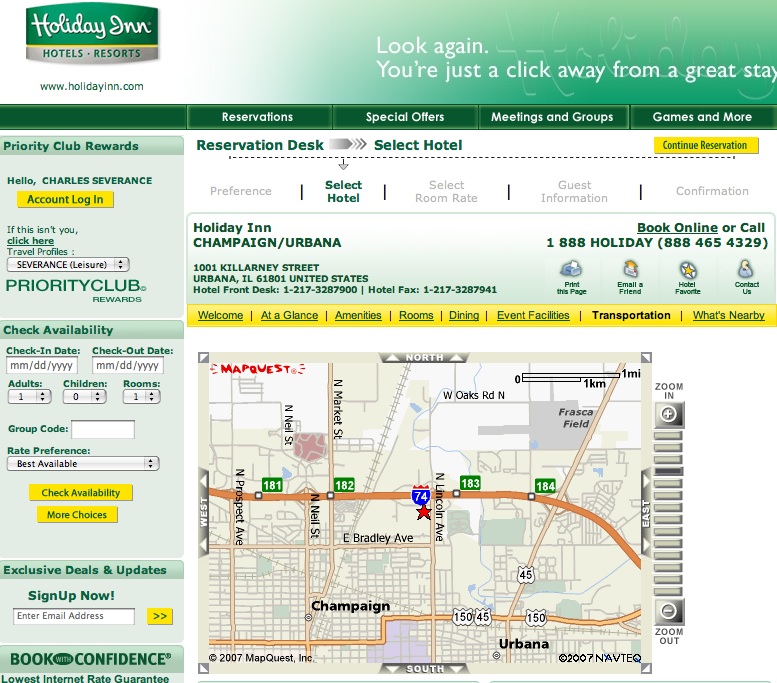 Holiday Inn
HOTELS · RESORTS
www.holidayinn.com
Look again.
You're just a click away from a great stay
Reservations
Special Offers
Meetings and Groups
Games and More
Priority Club Rewards
Hello, CHARLES SEVERANCE
Account Log In
If this isn't you,
click here
Travel Profiles :
SEVERANCE (Leisure)
PRIORITYCLUB
REWARDS
Check Availability
Check-In Date: Check-Out Date:
mm/dd/yyyy mm/dd/yyyy
Adults: Children: Rooms:
1 0 1
Group Code:
Rate Preference:
Best Available
Check Availability
More Choices
Exclusive Deals & Updates
SignUp Now!
Enter Email Address >>
BOOK WITH CONFIDENCE®
Lowest Internet Rate Guarantee
Reservation Desk Select Hotel
Continue Reservation
Preference | Select Hotel | Select Room Rate | Guest Information | Confirmation
Holiday Inn
CHAMPAIGN/URBANA
Book Online or Call
1 888 HOLIDAY (888 465 4329)
1001 KILLARNEY STREET
URBANA, IL 61801 UNITED STATES
Hotel Front Desk: 1-217-3287900 | Hotel Fax: 1-217-3287941
Print this Page
Email a Friend
Hotel Favorite
Contact Us
Welcome | At a Glance | Amenities | Rooms | Dining | Event Facilities | Transportation | What's Nearby
NORTH
MAPQUEST®
0 1mi
1km
W Oaks Rd N
Frasca
Field
N Market St
N Neil St
181
182
183
184
74
N Prospect Ave
N Neil St
N Lincoln Ave
E Bradley Ave
WEST
EAST
45
Champaign
150 45
150
Urbana
© 2007 MapQuest, Inc.
©2007 NAVTEQ
SOUTH
ZOOM
IN
ZOOM
OUT